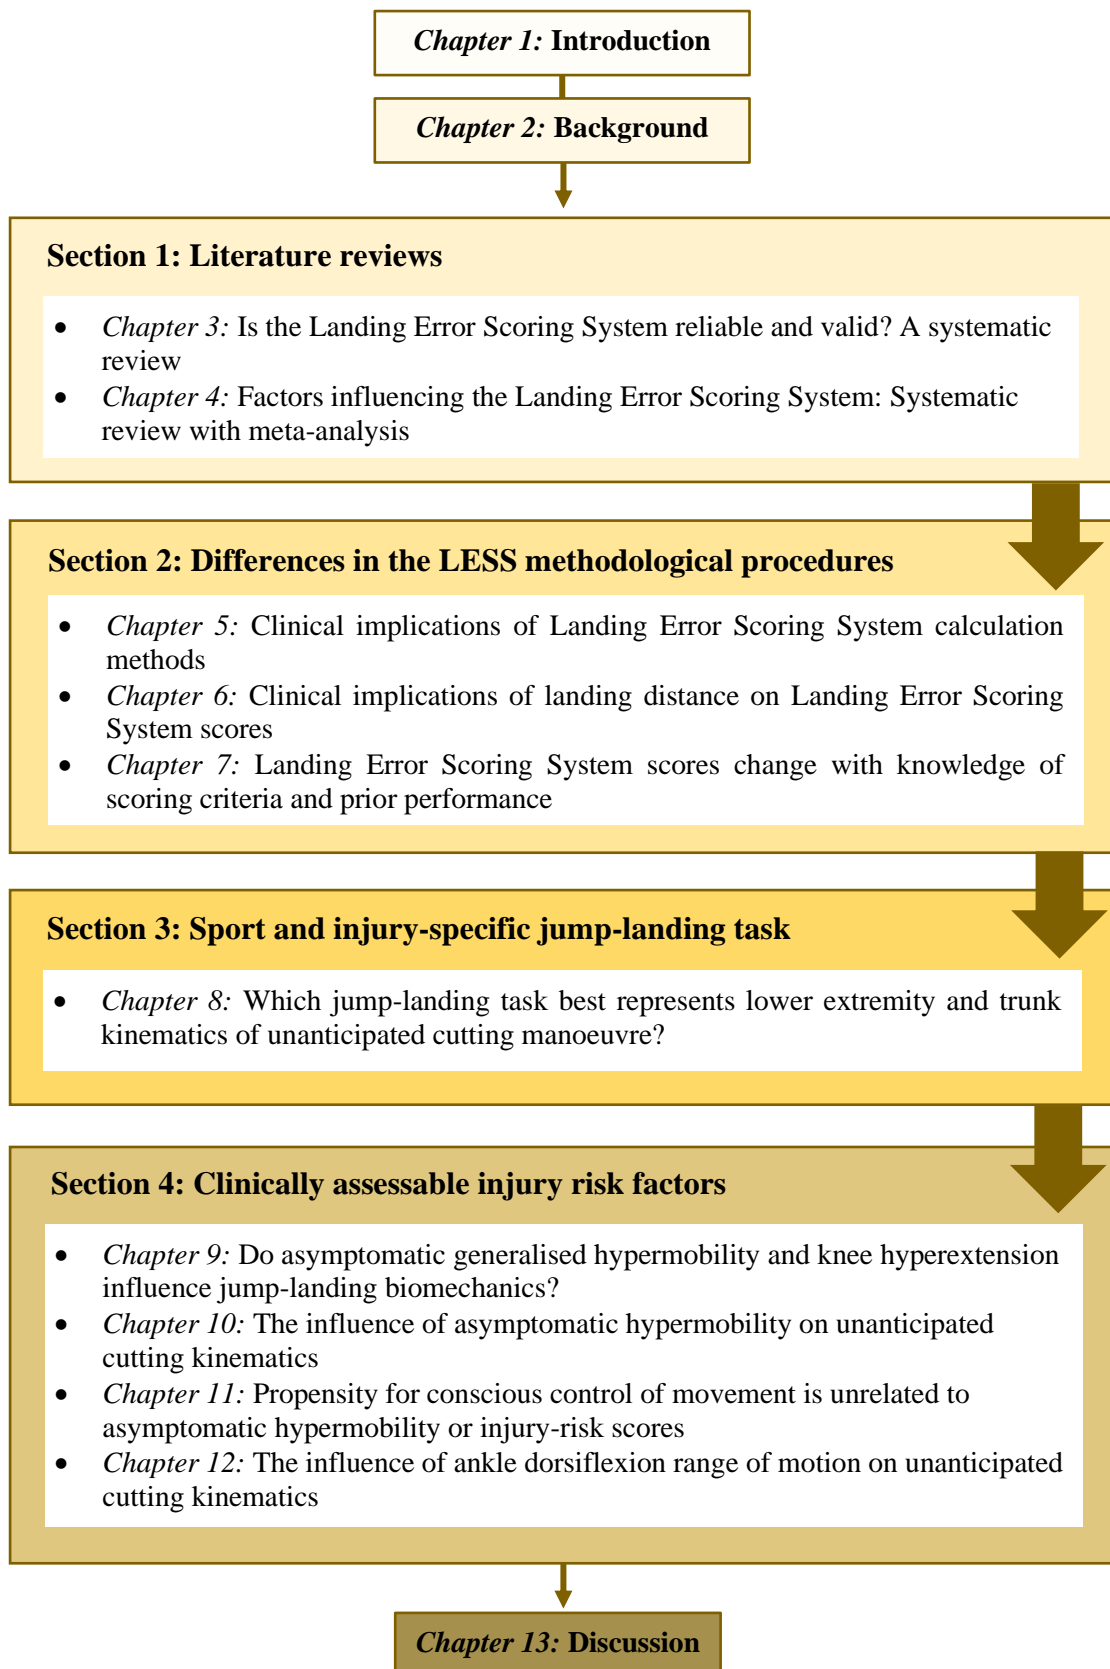 Chapter 1: Introduction
Chapter 2: Background
Section 1: Literature reviews
• Chapter 3: Is the Landing Error Scoring System reliable and valid? A systematic
review
• Chapter 4: Factors influencing the Landing Error Scoring System: Systematic
review with meta-analysis
Section 2: Differences in the LESS methodological procedures
• Chapter 5: Clinical implications of Landing Error Scoring System calculation
methods
• Chapter 6: Clinical implications of landing distance on Landing Error Scoring
System scores
• Chapter 7: Landing Error Scoring System scores change with knowledge of
scoring criteria and prior performance
Section 3: Sport and injury-specific jump-landing task
• Chapter 8: Which jump-landing task best represents lower extremity and trunk
kinematics of unanticipated cutting manoeuvre?
Section 4: Clinically assessable injury risk factors
• Chapter 9: Do asymptomatic generalised hypermobility and knee hyperextension
influence jump-landing biomechanics?
• Chapter 10: The influence of asymptomatic hypermobility on unanticipated
cutting kinematics
• Chapter 11: Propensity for conscious control of movement is unrelated to
asymptomatic hypermobility or injury-risk scores
• Chapter 12: The influence of ankle dorsiflexion range of motion on unanticipated
cutting kinematics
Chapter 13: Discussion